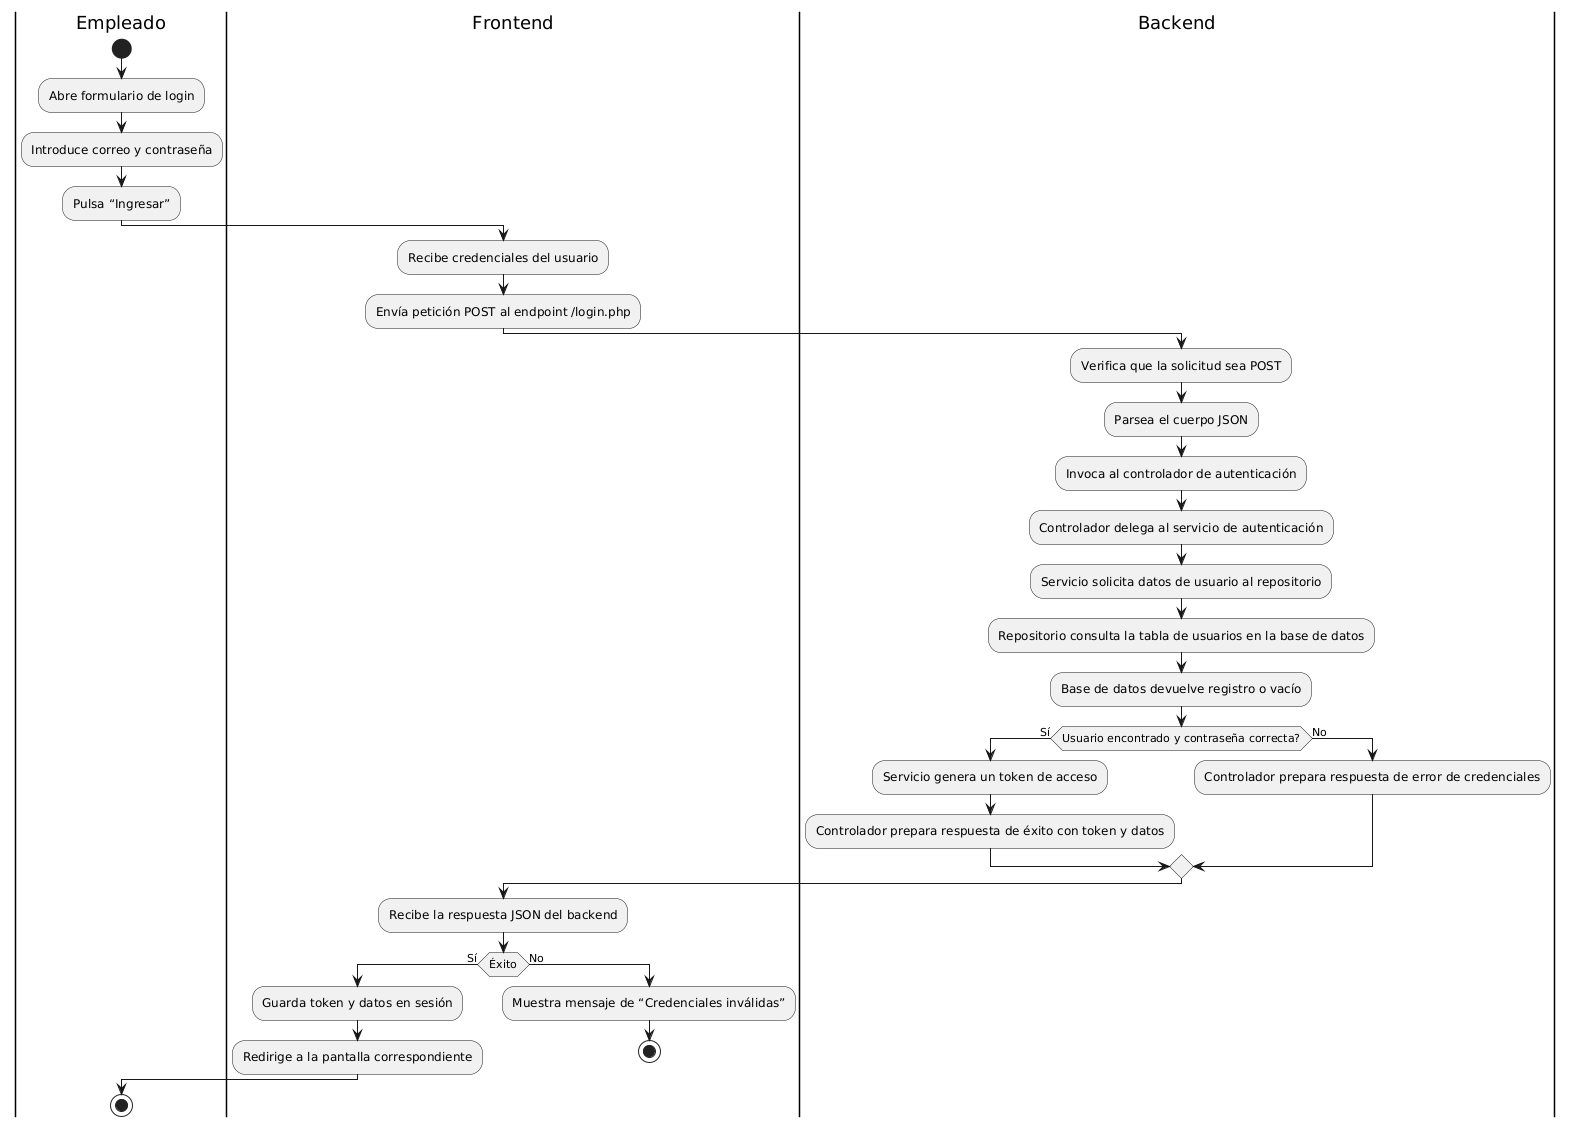 Empleado
Frontend
Backend
Abre formulario de login
Introduce correo y contraseña
Pulsa “Ingresar”
Recibe credenciales del usuario
Envía petición POST al endpoint /login.php
Verifica que la solicitud sea POST
Parsea el cuerpo JSON
Invoca al controlador de autenticación
Controlador delega al servicio de autenticación
Servicio solicita datos de usuario al repositorio
Repositorio consulta la tabla de usuarios en la base de datos
Base de datos devuelve registro o vacío
Sí
Usuario encontrado y contraseña correcta?
No
Servicio genera un token de acceso
Controlador prepara respuesta de error de credenciales
Controlador prepara respuesta de éxito con token y datos
Recibe la respuesta JSON del backend
Sí
Éxito
No
Guarda token y datos en sesión
Muestra mensaje de “Credenciales inválidas”
Redirige a la pantalla correspondiente